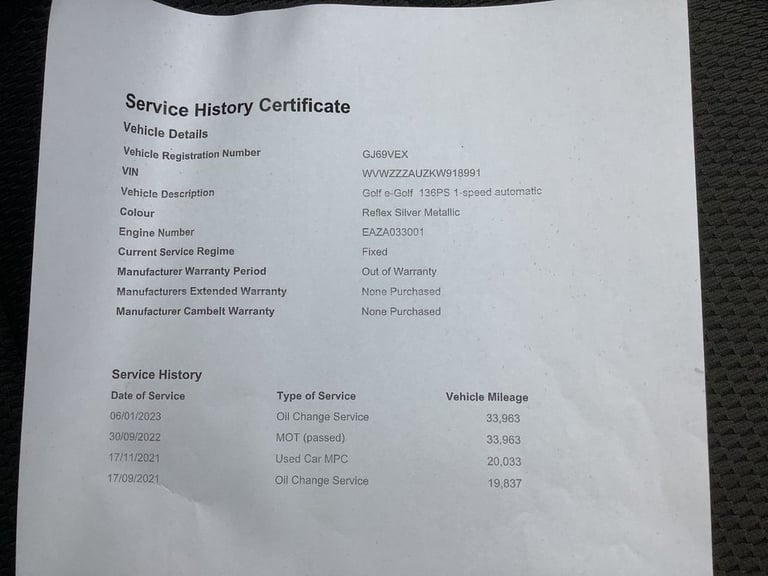 Service History Certificate
Vehicle Details
Vehicle Registration Number GJ69VEX
VIN WVWZZZAUZKW918991
Vehicle Description Golf e-Golf 136PS 1-speed automatic
Colour Reflex Silver Metallic
Engine Number EAZA033001
Current Service Regime Fixed
Manufacturer Warranty Period Out of Warranty
Manufacturers Extended Warranty None Purchased
Manufacturer Cambelt Warranty None Purchased
Service History
Date of Service Type of Service Vehicle Mileage
06/01/2023 Oil Change Service 33,963
30/09/2022 MOT (passed) 33,963
17/11/2021 Used Car MPC 20,033
17/09/2021 Oil Change Service 19,837